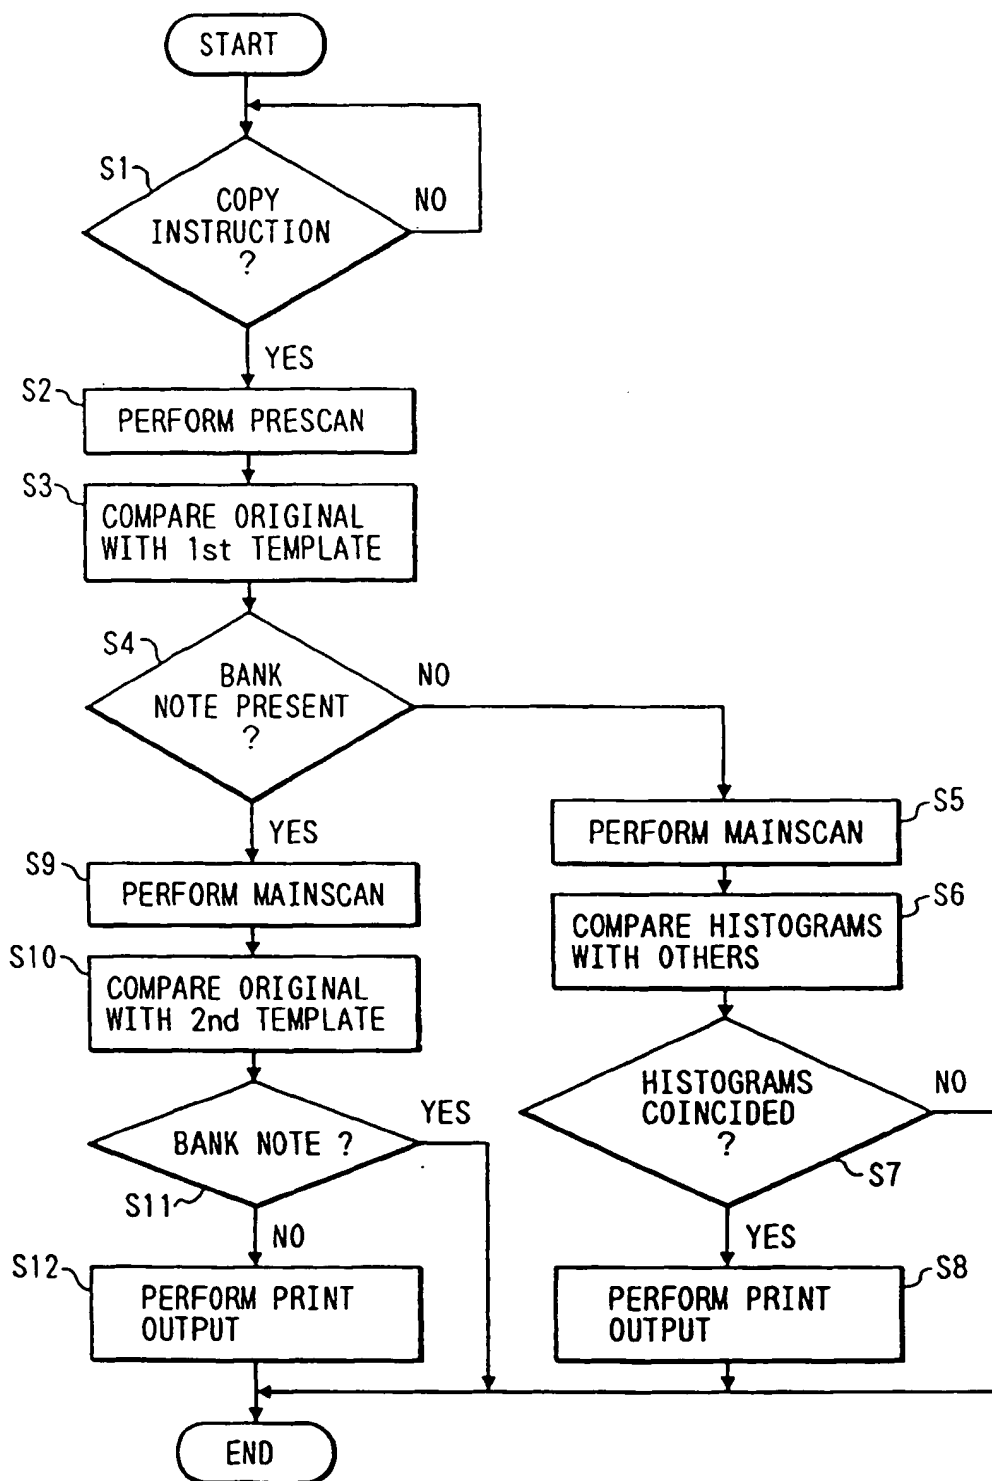 START
S1
COPY
INSTRUCTION
?
NO
YES
S2
PERFORM PRESCAN
S3
COMPARE ORIGINAL
WITH 1st TEMPLATE
S4
BANK
NOTE PRESENT
?
NO
YES
S5
PERFORM MAINSCAN
S6
COMPARE HISTOGRAMS
WITH OTHERS
HISTOGRAMS
COINCIDED
?
NO
S7
YES
S8
PERFORM PRINT
OUTPUT
S9
PERFORM MAINSCAN
S10
COMPARE ORIGINAL
WITH 2nd TEMPLATE
BANK NOTE ?
YES
S11
NO
S12
PERFORM PRINT
OUTPUT
END